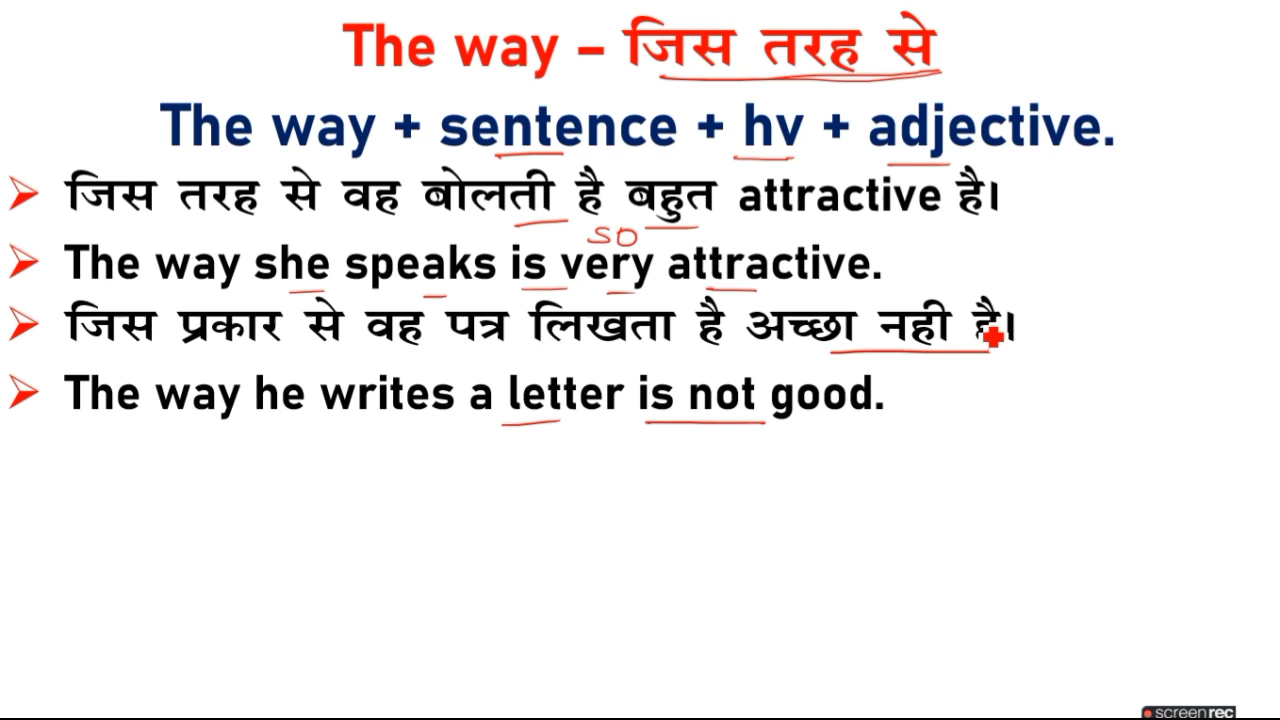 The way – जिस तरह से
The way + sentence + hv + adjective.
जिस तरह से वह बोलती है बहुत attractive है।
so
The way she speaks is very attractive.
जिस प्रकार से वह पत्र लिखता है अच्छा नही है।
The way he writes a letter is not good.
screenrec